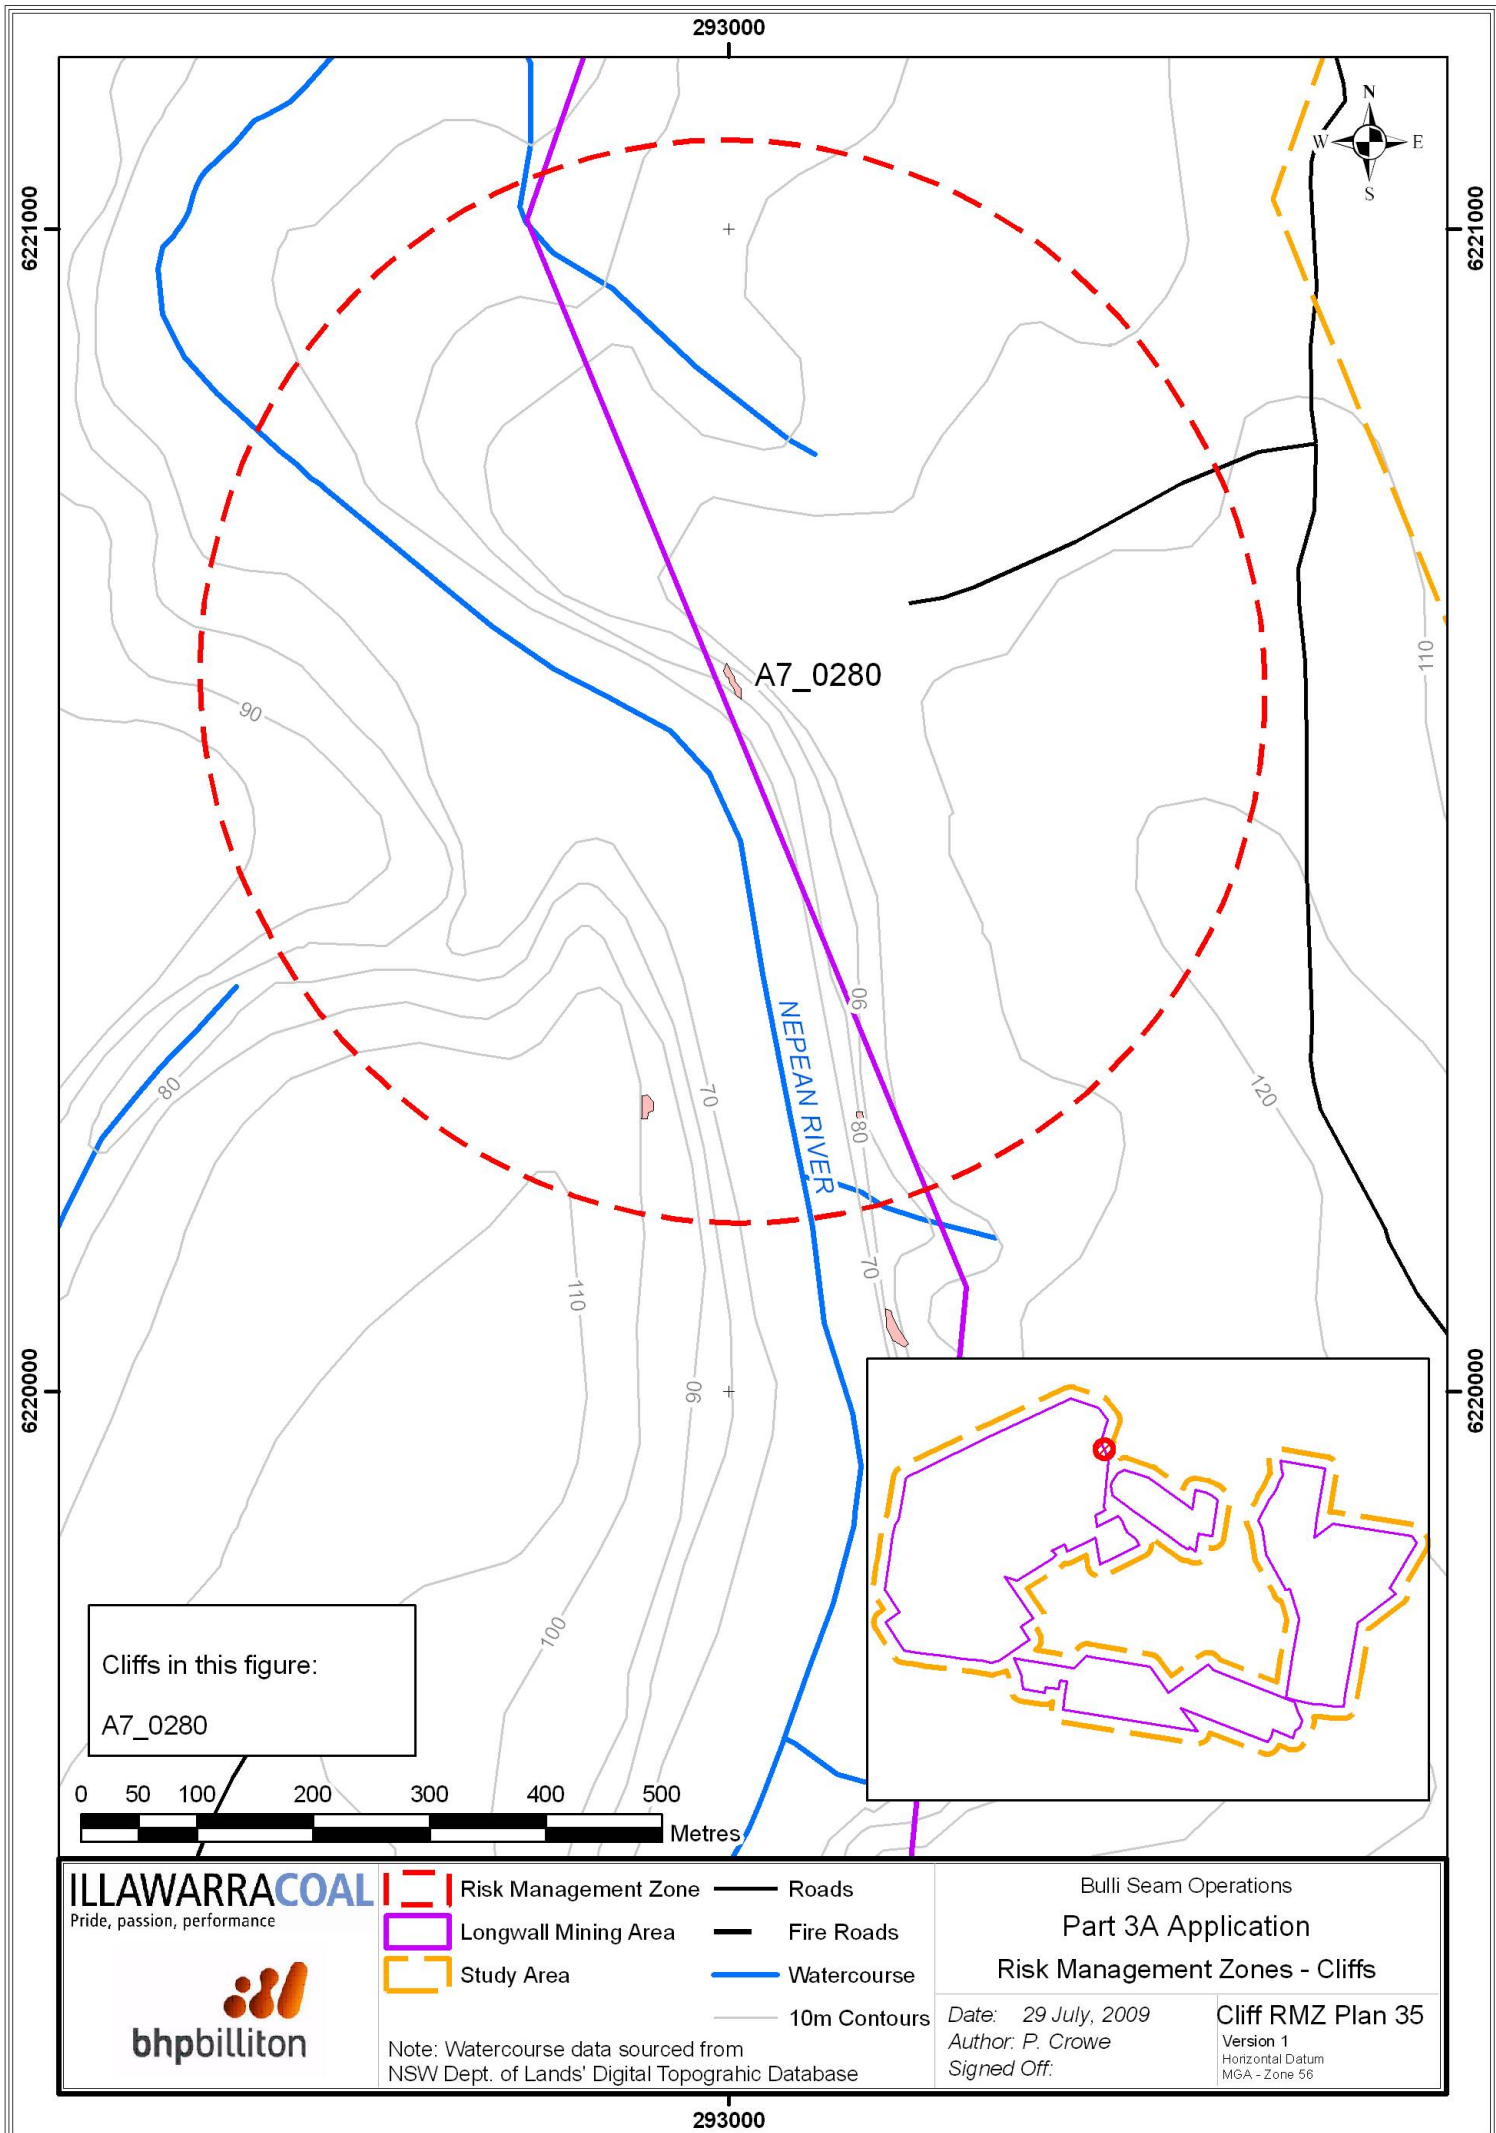 293000
N
W E
S
6221000
6221000
A7_0280
110
90
NEPEAN RIVER
90
80
70
80
120
70
110
90
6220000
6220000
100
Cliffs in this figure:
A7_0280
0 50 100 200 300 400 500
Metres
ILLAWARRACOAL
Pride, passion, performance
bhpbilliton
Risk Management Zone
Longwall Mining Area
Study Area
Roads
Fire Roads
Watercourse
10m Contours
Note: Watercourse data sourced from
NSW Dept. of Lands' Digital Topograhic Database
Bulli Seam Operations
Part 3A Application
Risk Management Zones - Cliffs
Date: 29 July, 2009
Author: P. Crowe
Signed Off:
Cliff RMZ Plan 35
Version 1
Horizontal Datum
MGA - Zone 56
293000